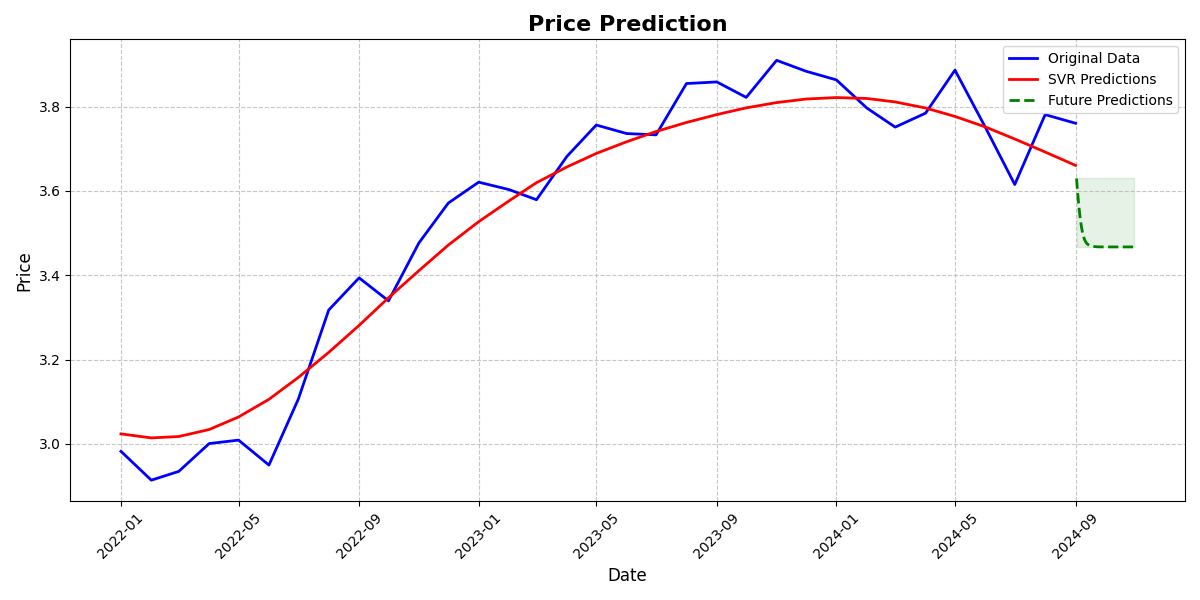 Price Prediction
Original Data
SVR Predictions
Future Predictions
Price
3.8
3.6
3.4
3.2
3.0
2022-01
2022-05
2022-09
2023-01
2023-05
2023-09
2024-01
2024-05
2024-09
Date